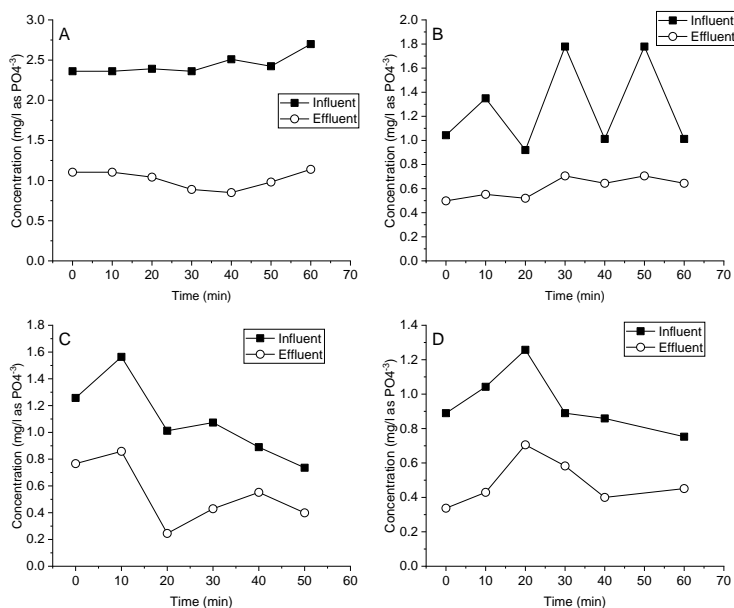 A
Influent
Effluent
Concentration (mg/l as PO4⁻³)
3.0
2.5
2.0
1.5
1.0
0.5
0.0
0 10 20 30 40 50 60 70
Time (min)
B
Influent
Effluent
Concentration (mg/l as PO4⁻³)
2.0
1.8
1.6
1.4
1.2
1.0
0.8
0.6
0.4
0.2
0.0
0 10 20 30 40 50 60 70
Time (min)
C
Influent
Effluent
Concentration (mg/l as PO4⁻³)
1.8
1.6
1.4
1.2
1.0
0.8
0.6
0.4
0.2
0.0
0 10 20 30 40 50 60
Time (min)
D
Influent
Effluent
Concentration (mg/l as PO4⁻³)
1.4
1.2
1.0
0.8
0.6
0.4
0.2
0.0
0 10 20 30 40 50 60 70
Time (min)